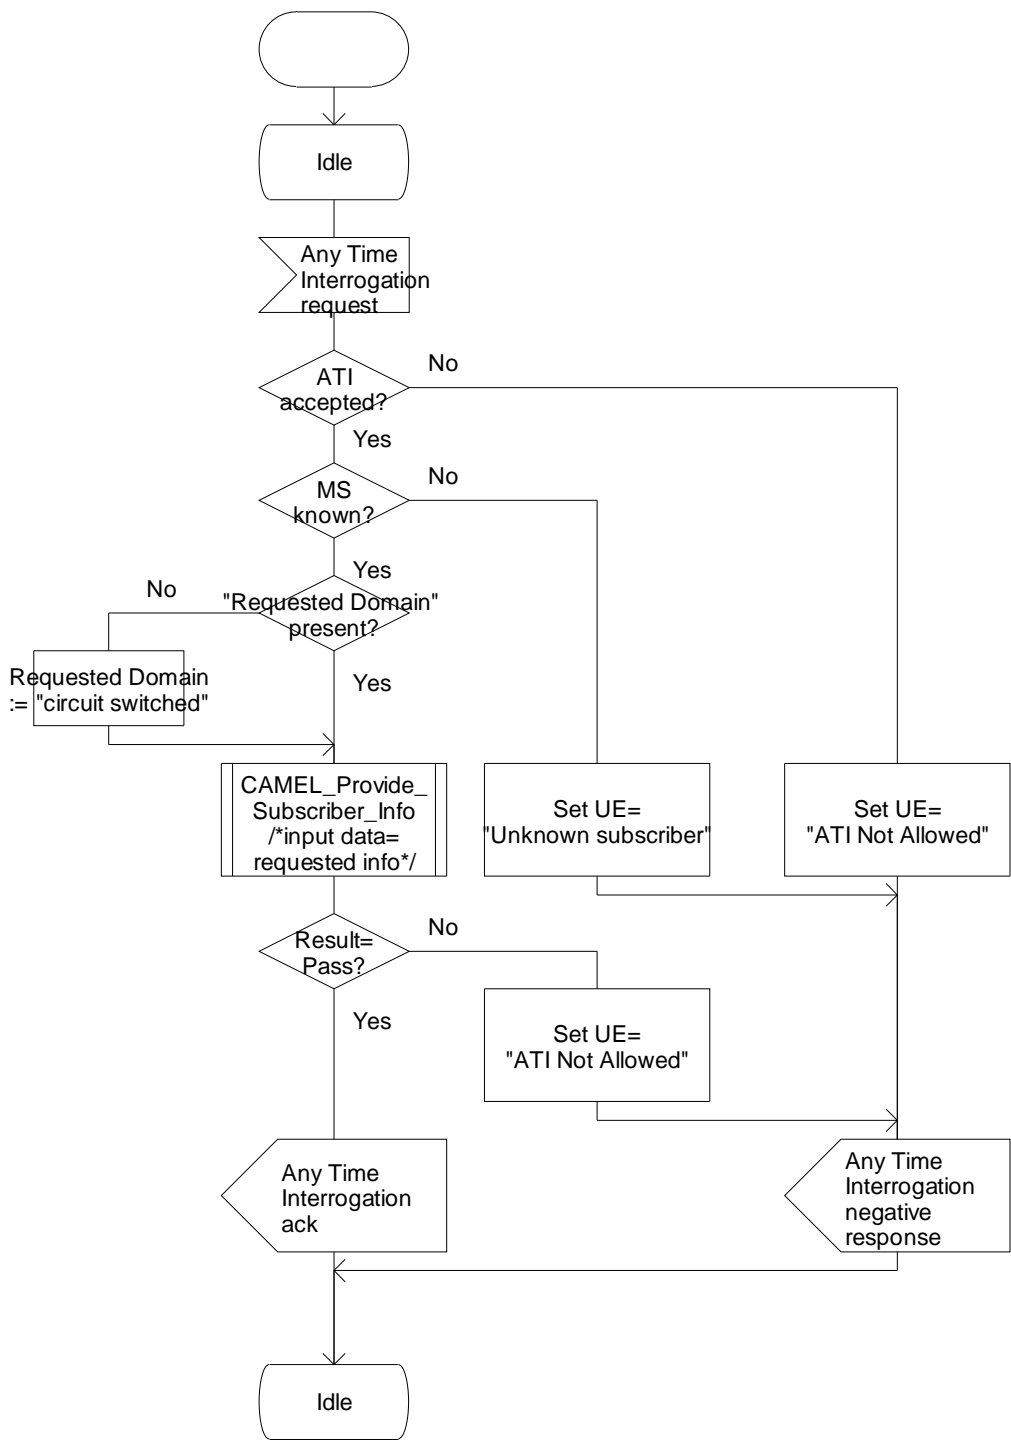 Idle
Any Time
Interrogation
request
No
ATI
accepted?
Yes
No
MS
known?
Yes
No
"Requested Domain"
present?
Requested Domain
:= "circuit switched"
Yes
CAMEL_Provide_
Subscriber_Info
/*input data=
requested info*/
Set UE=
"Unknown subscriber"
Set UE=
"ATI Not Allowed"
No
Result=
Pass?
Yes
Set UE=
"ATI Not Allowed"
Any Time
Interrogation
ack
Any Time
Interrogation
negative
response
Idle